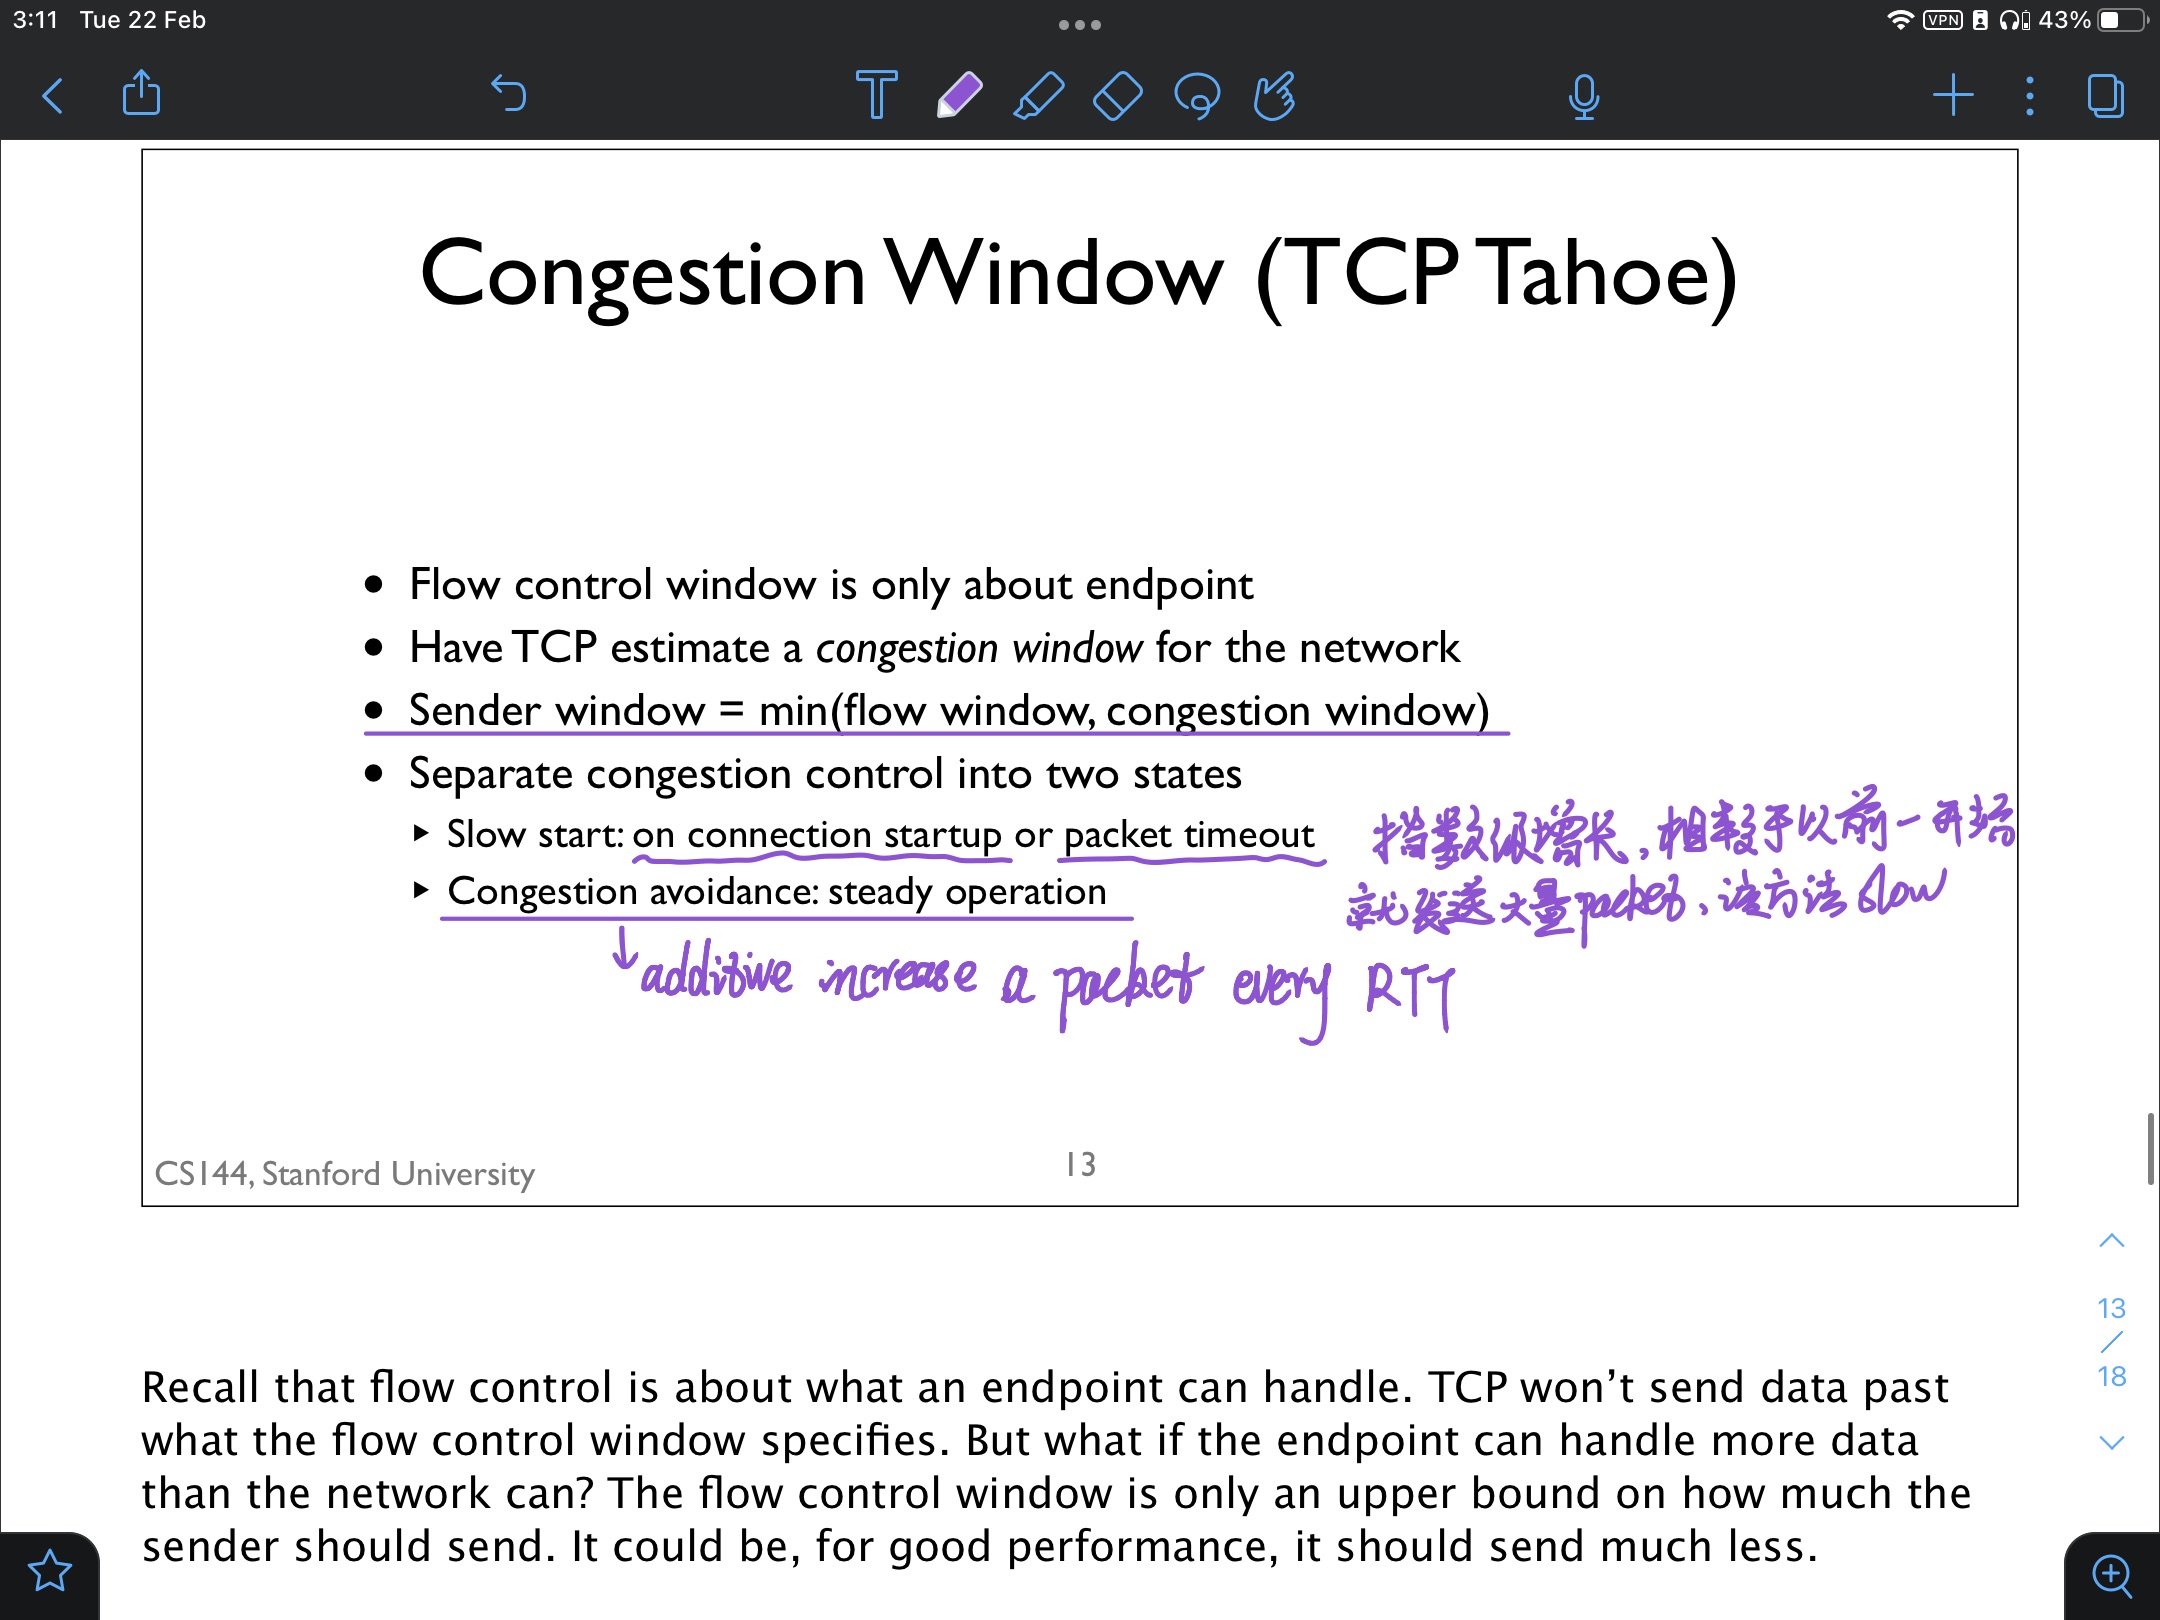 3:11 Tue 22 Feb
VPN 43%
Congestion Window (TCP Tahoe)
• Flow control window is only about endpoint
• Have TCP estimate a congestion window for the network
• Sender window = min(flow window, congestion window)
• Separate congestion control into two states
▸ Slow start: on connection startup or packet timeout
指数级增长,相较于以前一开始
▸ Congestion avoidance: steady operation
就发送大量packet,该方法slow
↓ additive increase a packet every RTT
CS144, Stanford University
13
13
/
18
Recall that flow control is about what an endpoint can handle. TCP won’t send data past
what the flow control window specifies. But what if the endpoint can handle more data
than the network can? The flow control window is only an upper bound on how much the
sender should send. It could be, for good performance, it should send much less.